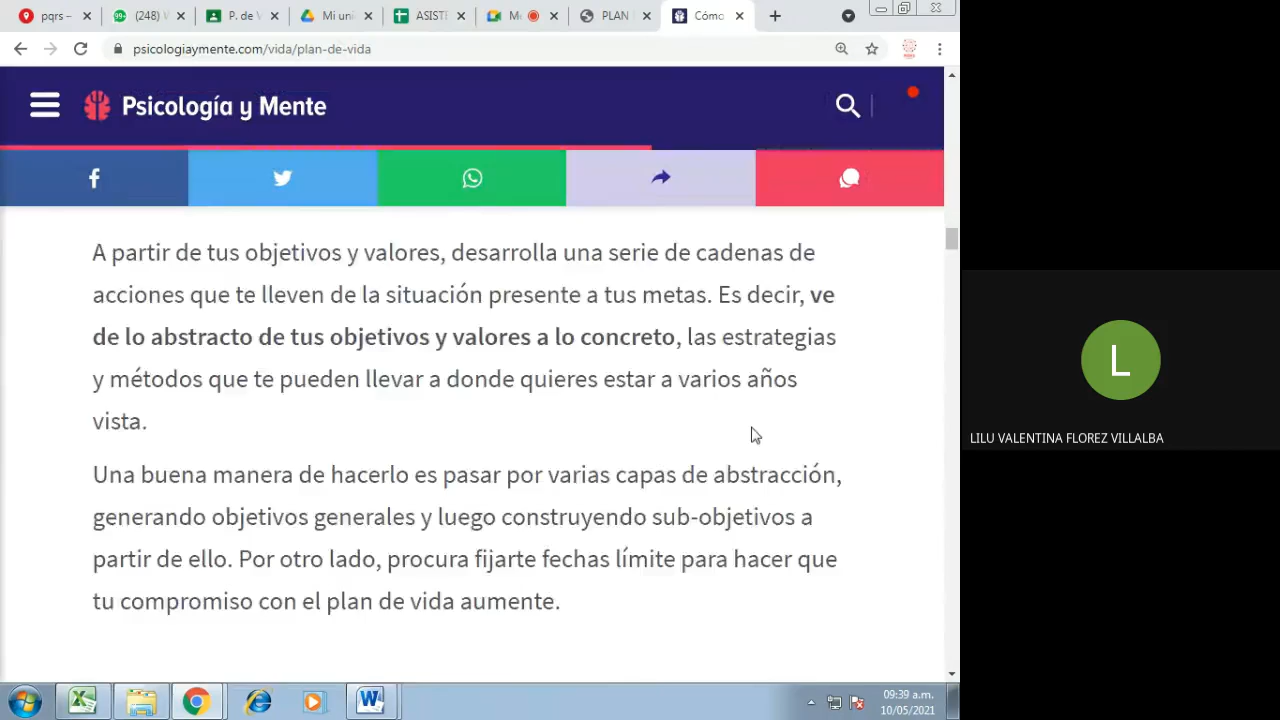 pqrs –
(248) W
P. de V
Mi uni
ASISTE
Me
PLAN
Cómo
psicologiaymente.com/vida/plan-de-vida
Psicología y Mente
A partir de tus objetivos y valores, desarrolla una serie de cadenas de
acciones que te lleven de la situación presente a tus metas. Es decir, ve
de lo abstracto de tus objetivos y valores a lo concreto, las estrategias
y métodos que te pueden llevar a donde quieres estar a varios años
vista.
Una buena manera de hacerlo es pasar por varias capas de abstracción,
generando objetivos generales y luego construyendo sub-objetivos a
partir de ello. Por otro lado, procura fijarte fechas límite para hacer que
tu compromiso con el plan de vida aumente.
L
LILU VALENTINA FLOREZ VILLALBA
09:39 a.m.
10/05/2021